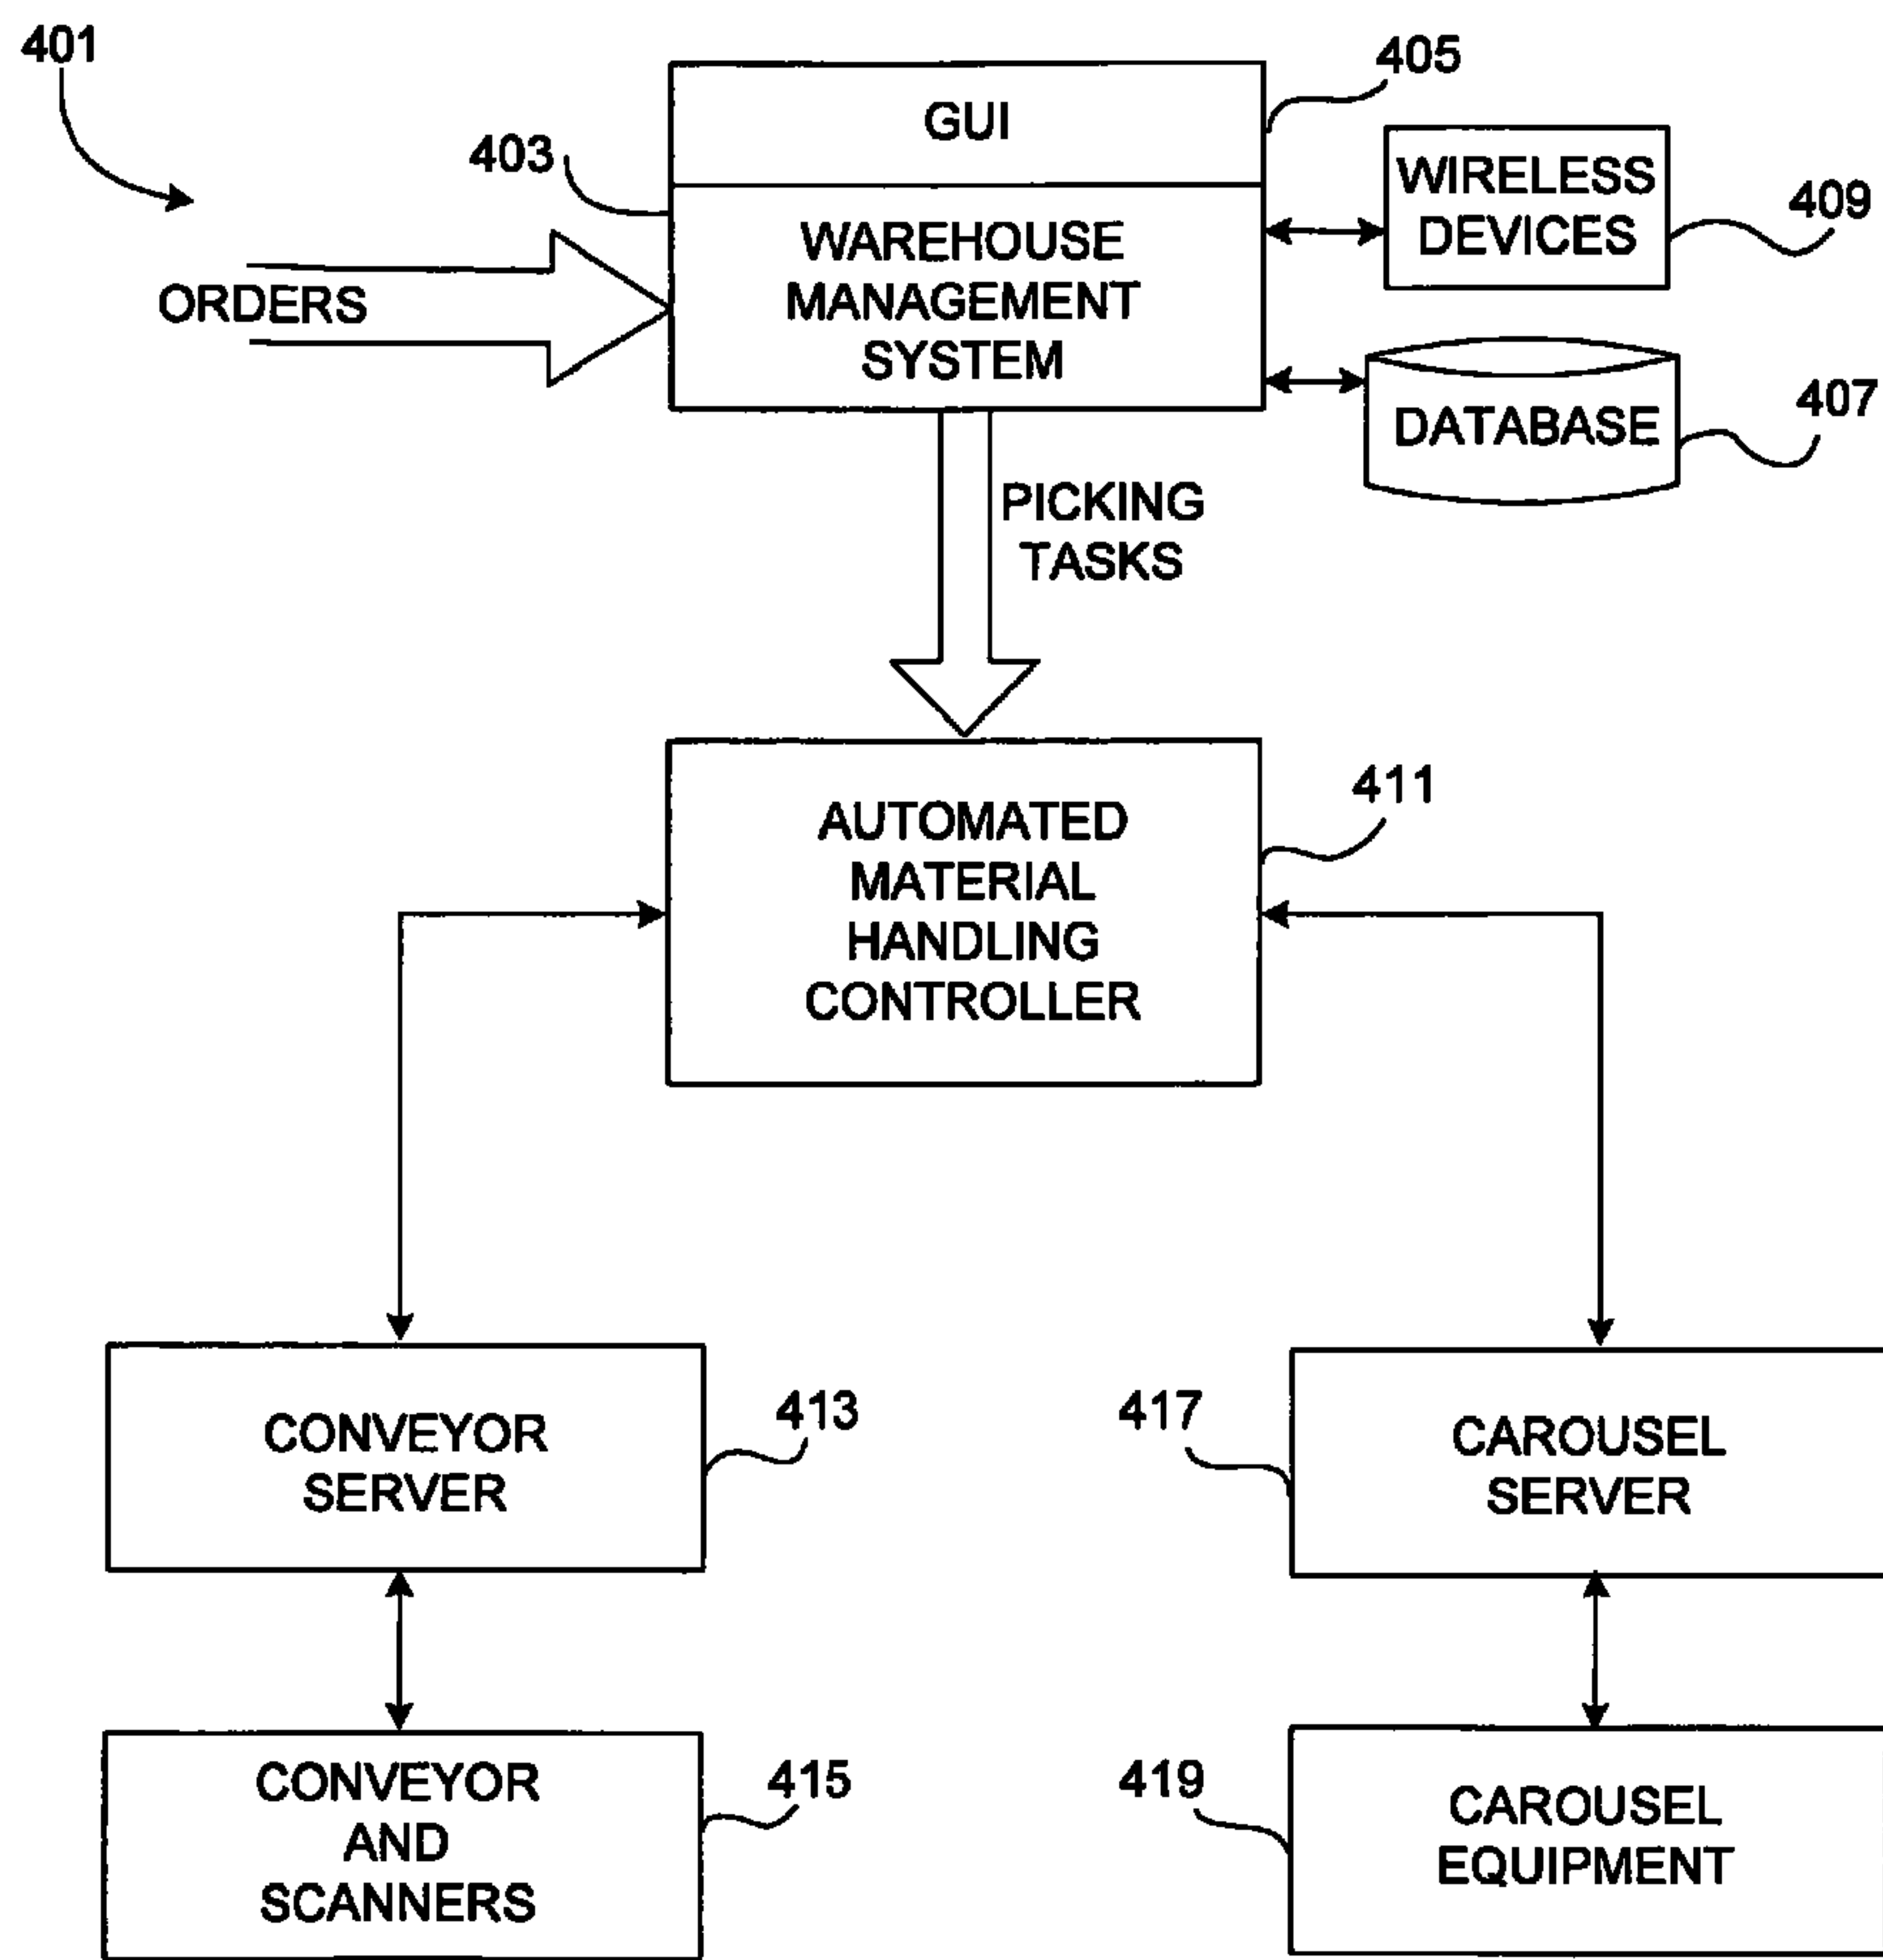 401
405
GUI
403
WIRELESS
DEVICES
409
WAREHOUSE
MANAGEMENT
SYSTEM
ORDERS
DATABASE
407
PICKING
TASKS
AUTOMATED
MATERIAL
HANDLING
CONTROLLER
411
CONVEYOR
SERVER
413
417
CAROUSEL
SERVER
CONVEYOR
AND
SCANNERS
415
419
CAROUSEL
EQUIPMENT